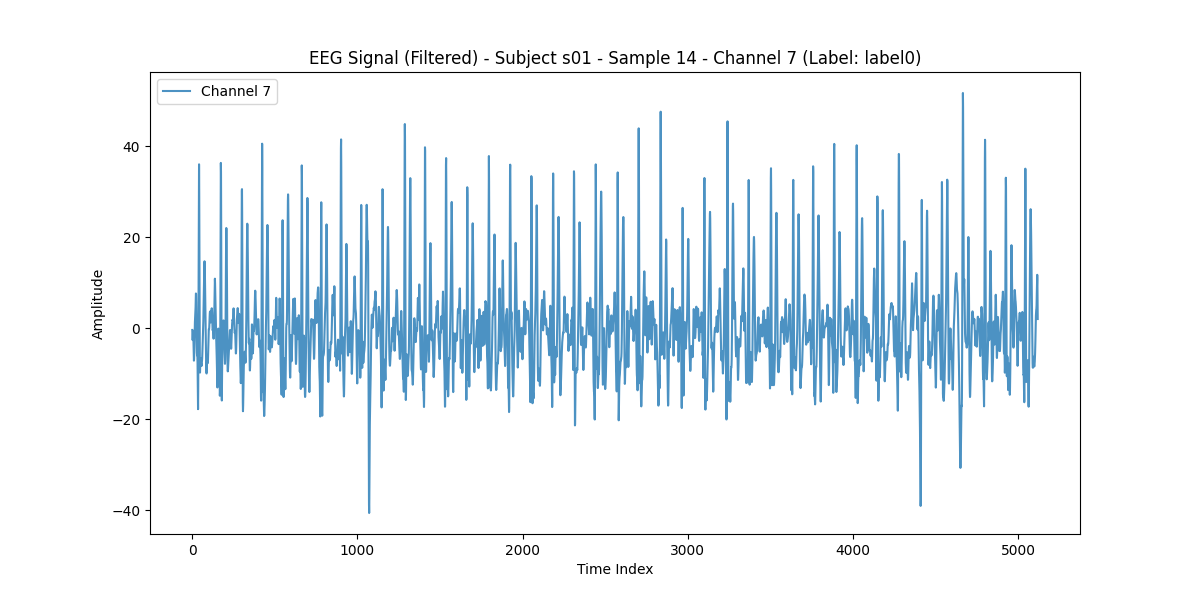 EEG Signal (Filtered) - Subject s01 - Sample 14 - Channel 7 (Label: label0)
Channel 7
40
20
0
−20
−40
Amplitude
0 1000 2000 3000 4000 5000
Time Index